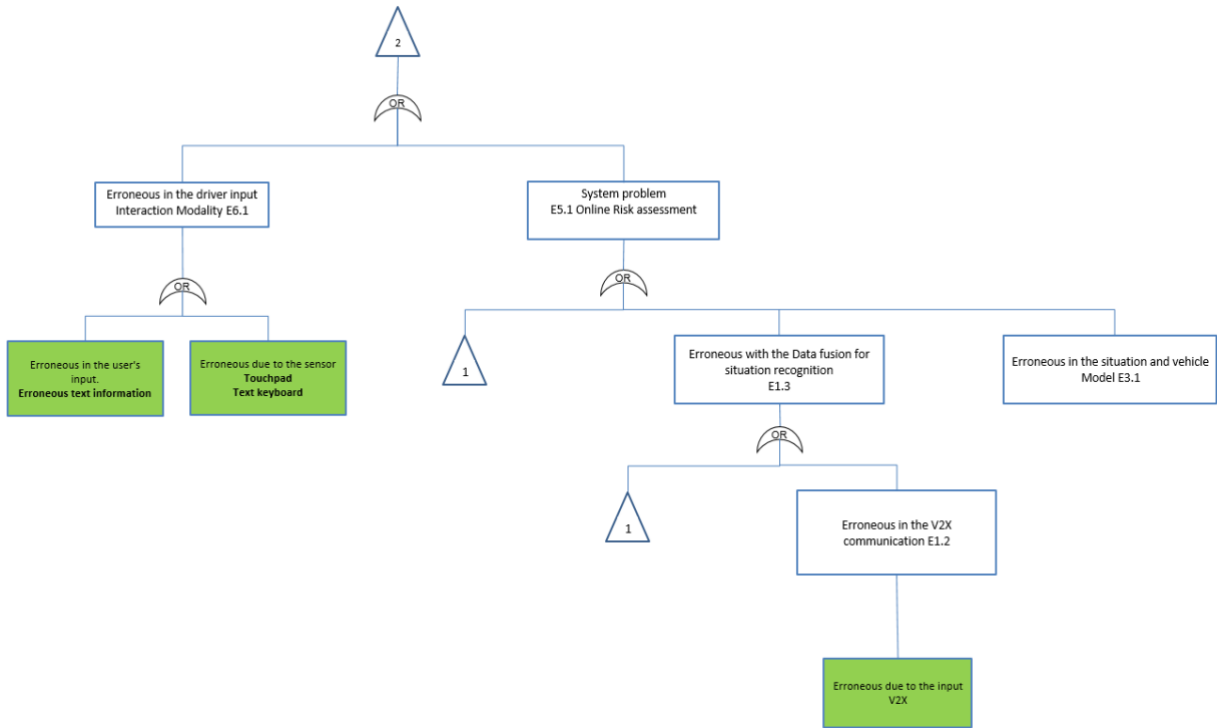 2
OR
Erroneous in the driver input
Interaction Modality E6.1
System problem
E5.1 Online Risk assessment
OR
OR
Erroneous in the user's
input.
Erroneous text information
Erroneous due to the sensor
Touchpad
Text keyboard
1
Erroneous with the Data fusion for
situation recognition
E1.3
Erroneous in the situation and vehicle
Model E3.1
OR
1
Erroneous in the V2X
communication E1.2
Erroneous due to the input
V2X